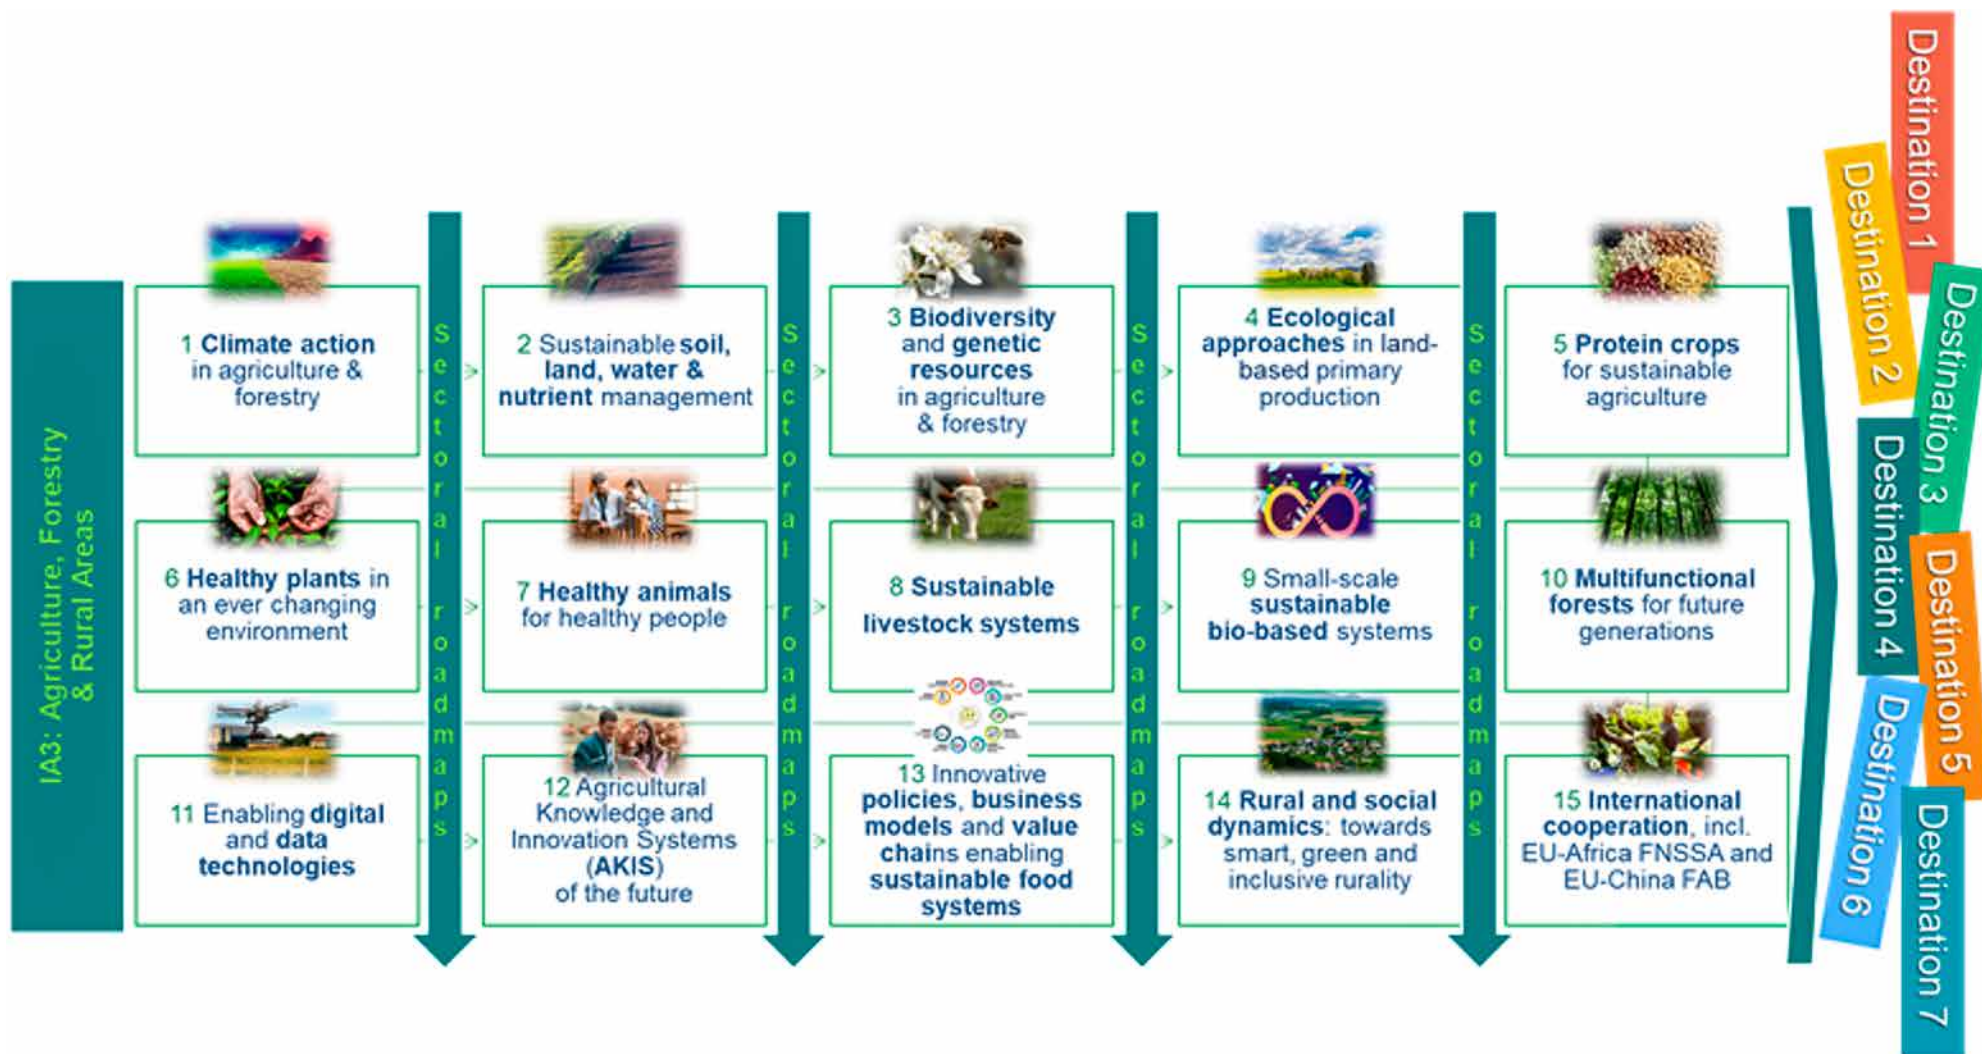 IA3: Agriculture, Forestry
& Rural Areas
1 Climate action
in agriculture &
forestry
Sectoral roadmaps
2 Sustainable soil,
land, water &
nutrient management
Sectoral roadmaps
3 Biodiversity
and genetic
resources
in agriculture
& forestry
Sectoral roadmaps
4 Ecological
approaches in land-
based primary
production
Sectoral roadmaps
5 Protein crops
for sustainable
agriculture
6 Healthy plants in
an ever changing
environment
7 Healthy animals
for healthy people
8 Sustainable
livestock systems
9 Small-scale
sustainable
bio-based systems
10 Multifunctional
forests for future
generations
11 Enabling digital
and data
technologies
12 Agricultural
Knowledge and
Innovation Systems
(AKIS)
of the future
13 Innovative
policies, business
models and value
chains enabling
sustainable food
systems
14 Rural and social
dynamics: towards
smart, green and
inclusive rurality
15 International
cooperation, incl.
EU-Africa FNSSA and
EU-China FAB
Destination 1
Destination 2
Destination 3
Destination 4
Destination 5
Destination 6
Destination 7